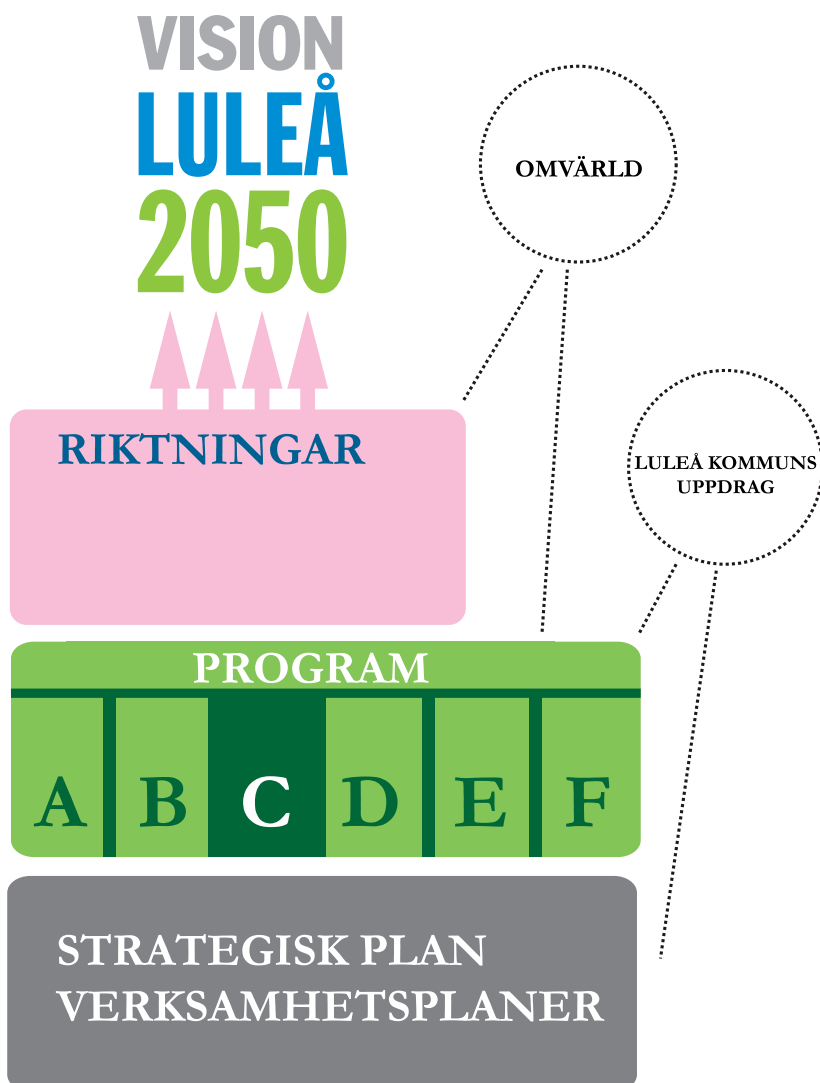 VISION
LULEÅ
2050
OMVÄRLD
RIKTNINGAR
LULEÅ KOMMUNS
UPPDRAG
PROGRAM
A B C D E F
STRATEGISK PLAN
VERKSAMHETSPLANER